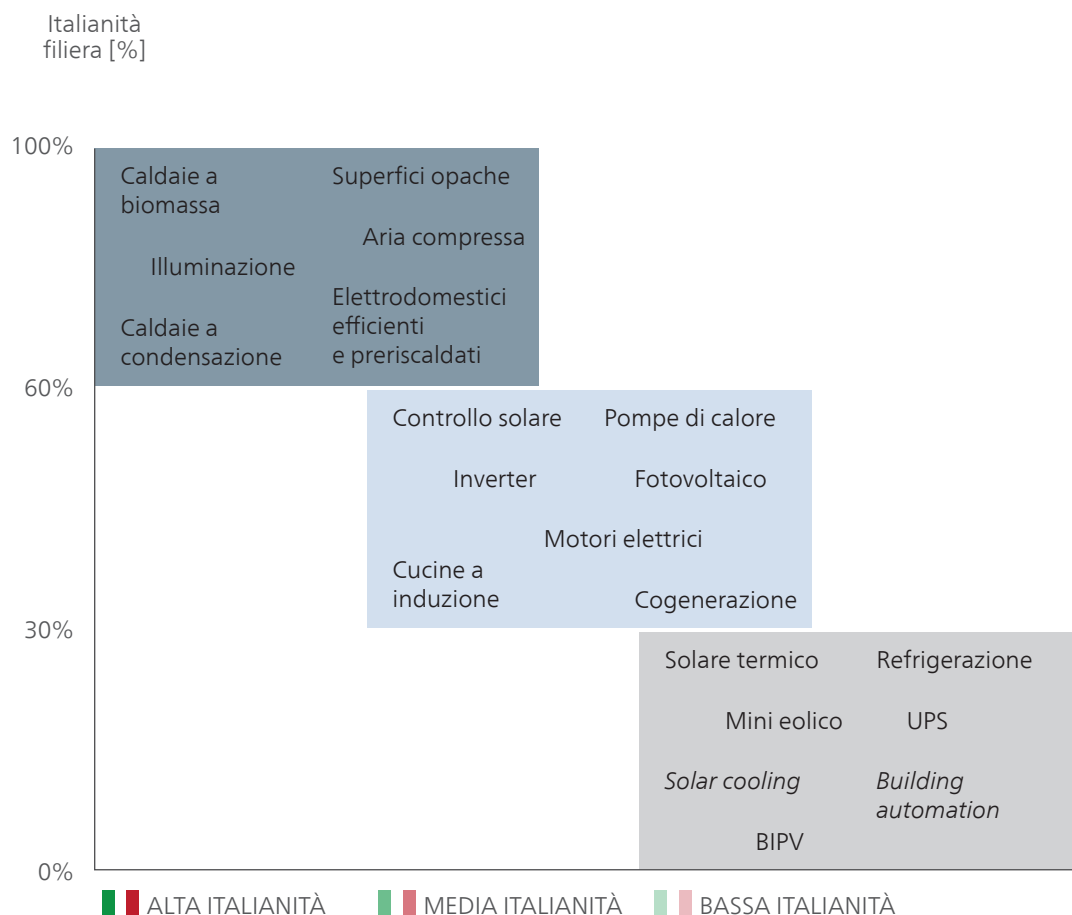 Italianità
filiera [%]
100%
Caldaie a
biomassa
Superfici opache
Aria compressa
Illuminazione
Elettrodomestici
efficienti
e preriscaldati
Caldaie a
condensazione
60%
Controllo solare
Pompe di calore
Inverter
Fotovoltaico
Motori elettrici
Cucine a
induzione
Cogenerazione
30%
Solare termico
Refrigerazione
Mini eolico
UPS
Solar cooling
Building
automation
BIPV
0%
ALTA ITALIANITÀ
MEDIA ITALIANITÀ
BASSA ITALIANITÀ